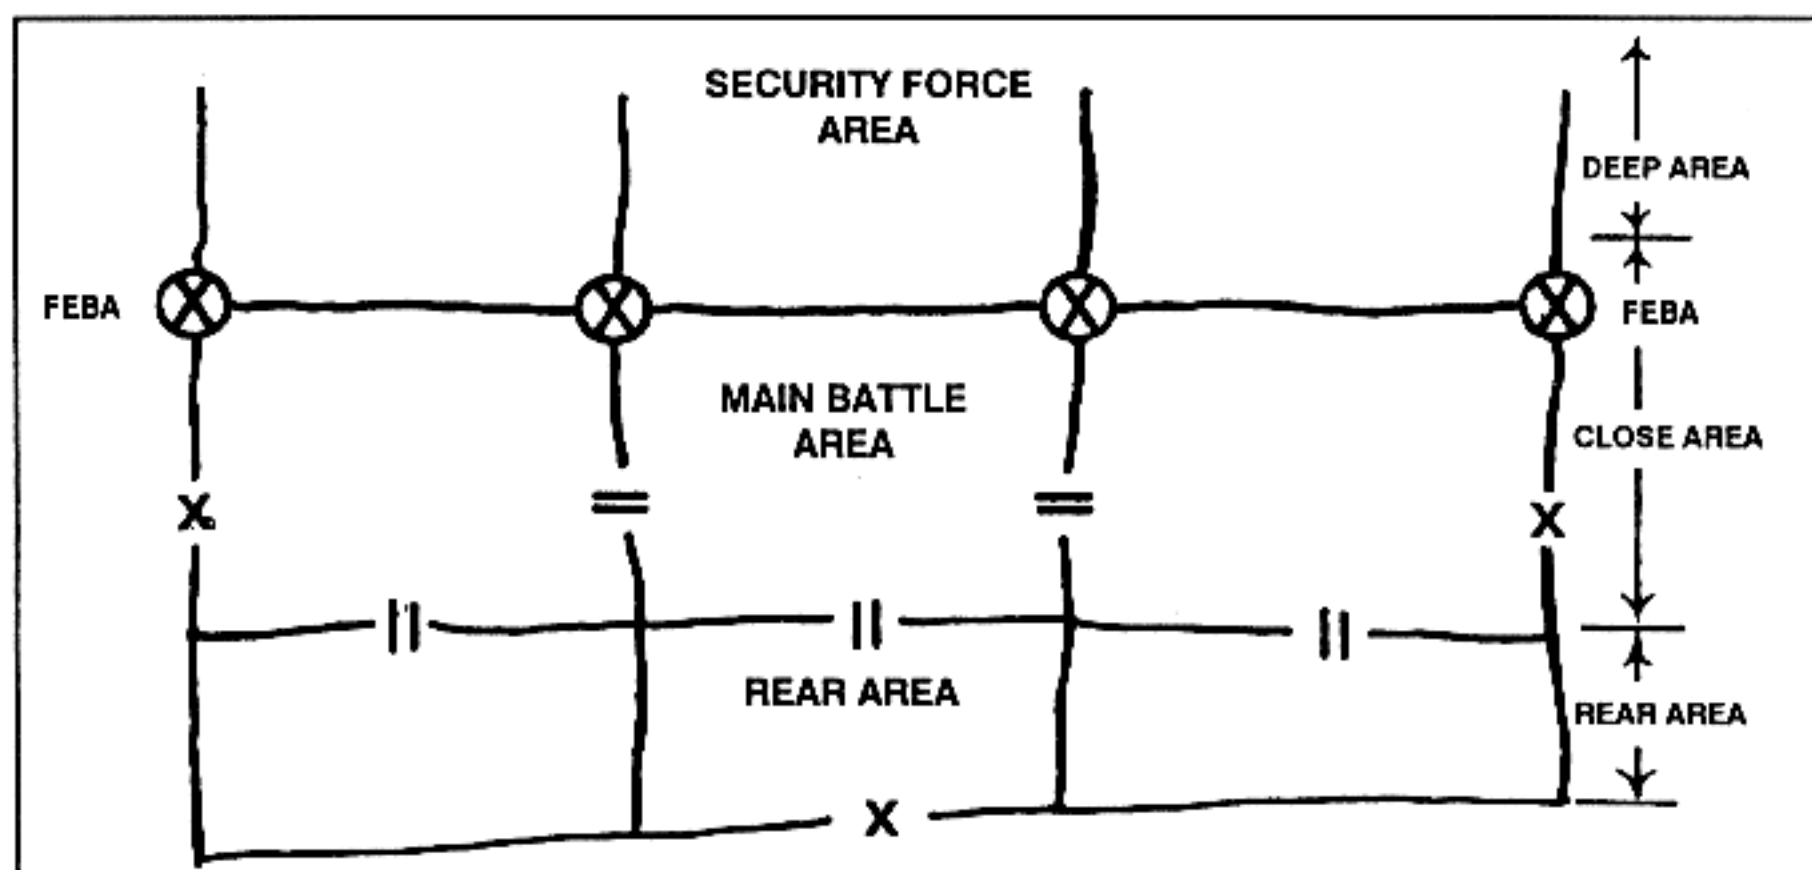 SECURITY FORCE
AREA
DEEP AREA
FEBA
FEBA
MAIN BATTLE
AREA
CLOSE AREA
X
X
||
||
||
REAR AREA
REAR AREA
X